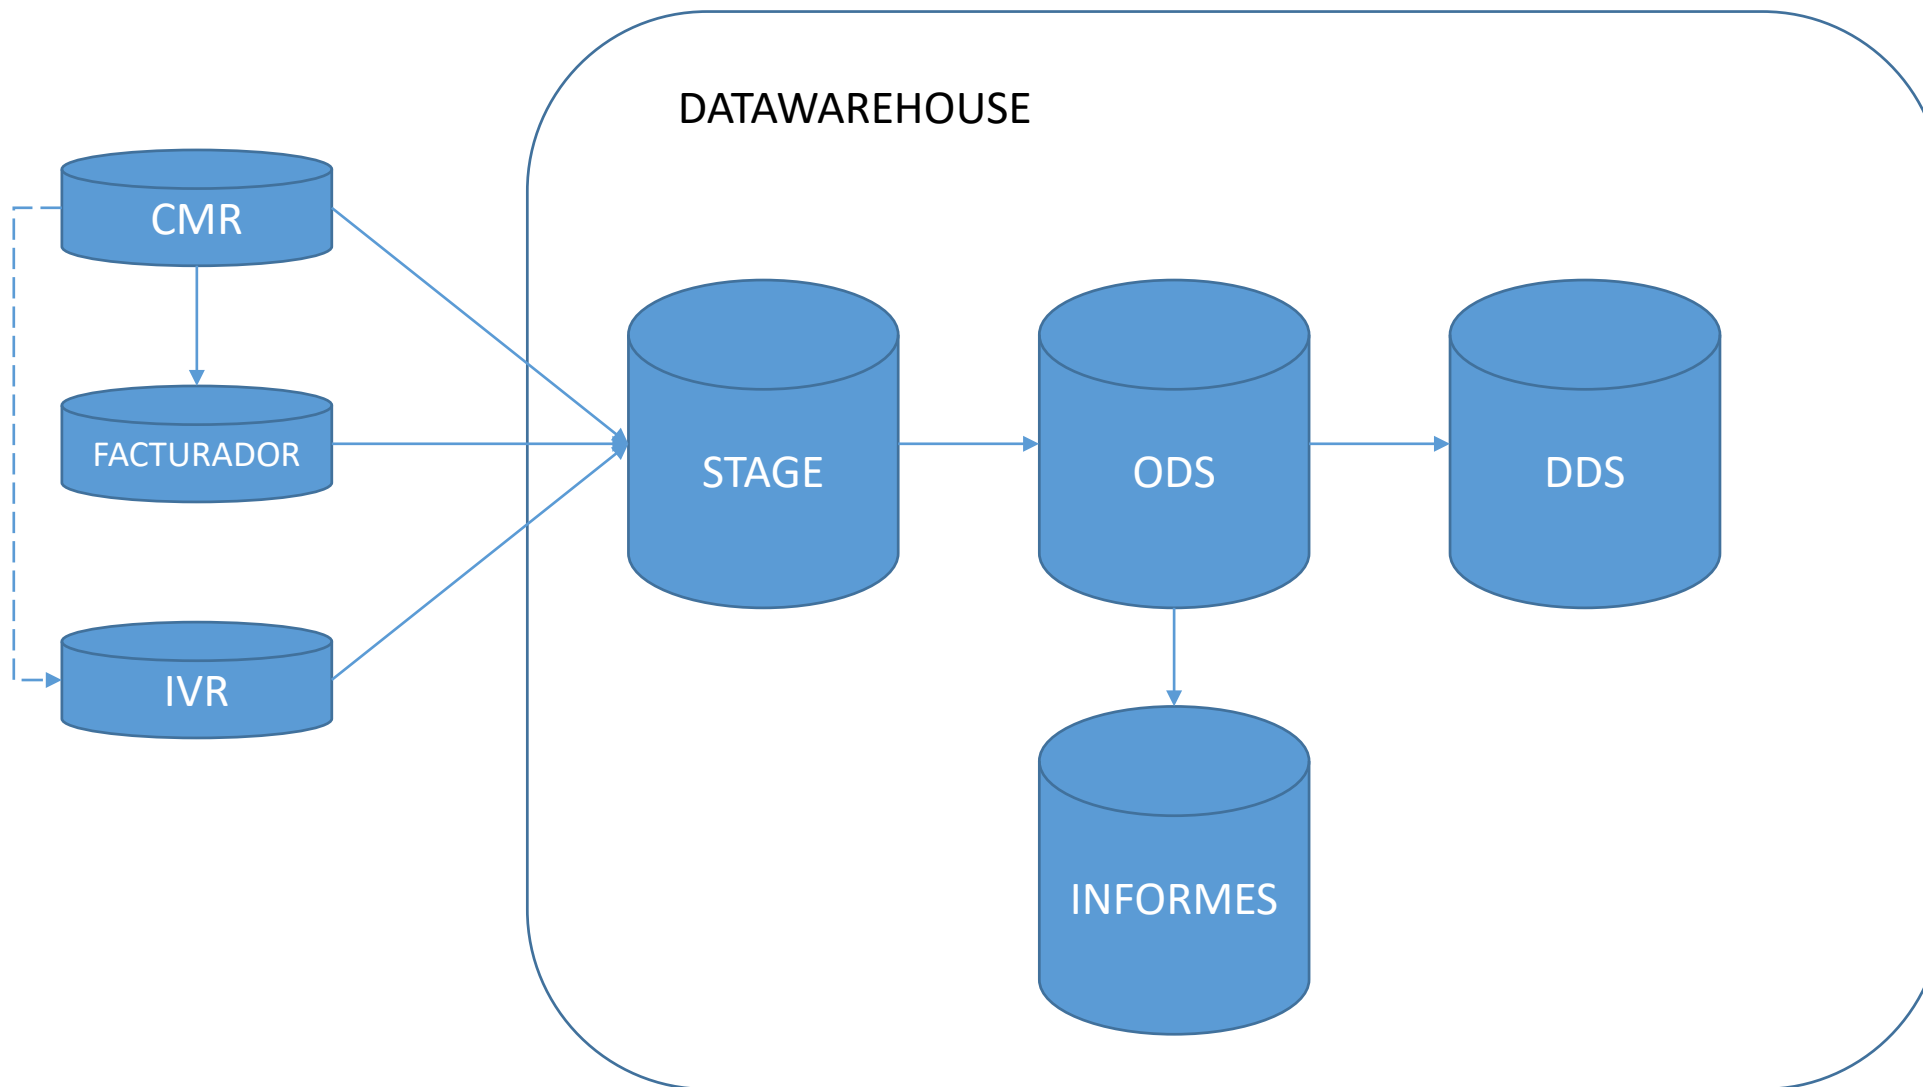 DATAWAREHOUSE
CMR
FACTURADOR
IVR
STAGE
ODS
DDS
INFORMES